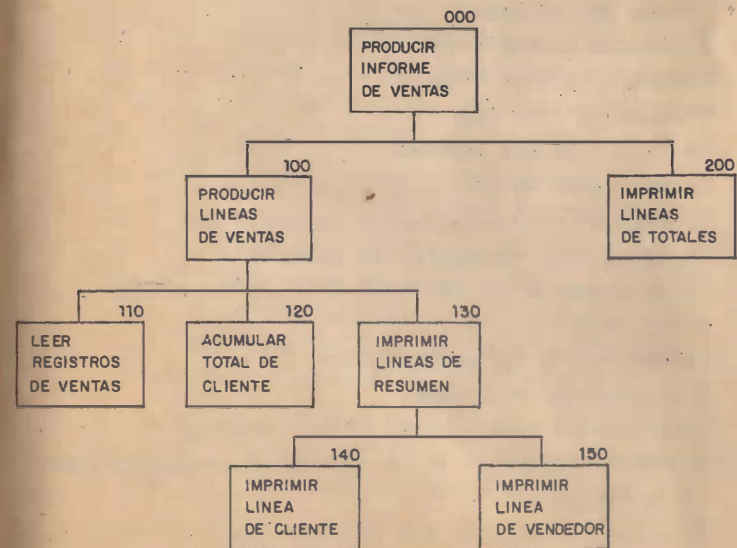 000
PRODUCIR
INFORME
DE VENTAS
100
PRODUCIR
LINEAS
DE VENTAS
200
IMPRIMIR
LINEAS
DE TOTALES
110
LEER
REGISTROS
DE VENTAS
120
ACUMULAR
TOTAL DE
CLIENTE
130
IMPRIMIR
LINEAS DE
RESUMEN
140
IMPRIMIR
LINEA
DE CLIENTE
150
IMPRIMIR
LINEA
DE VENDEDOR